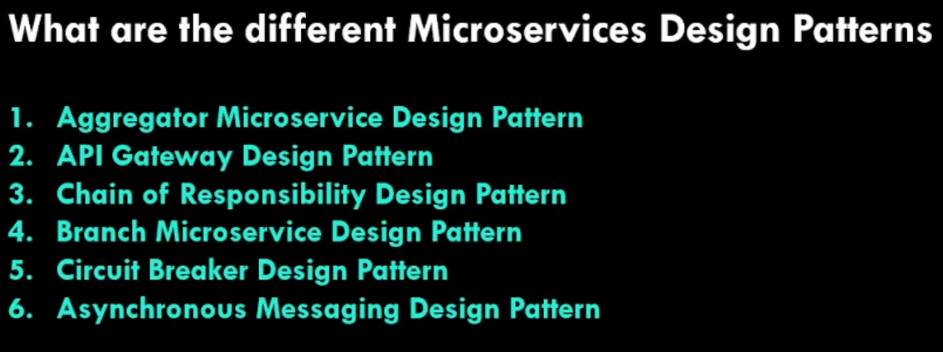 What are the different Microservices Design Patterns
1. Aggregator Microservice Design Pattern
2. API Gateway Design Pattern
3. Chain of Responsibility Design Pattern
4. Branch Microservice Design Pattern
5. Circuit Breaker Design Pattern
6. Asynchronous Messaging Design Pattern